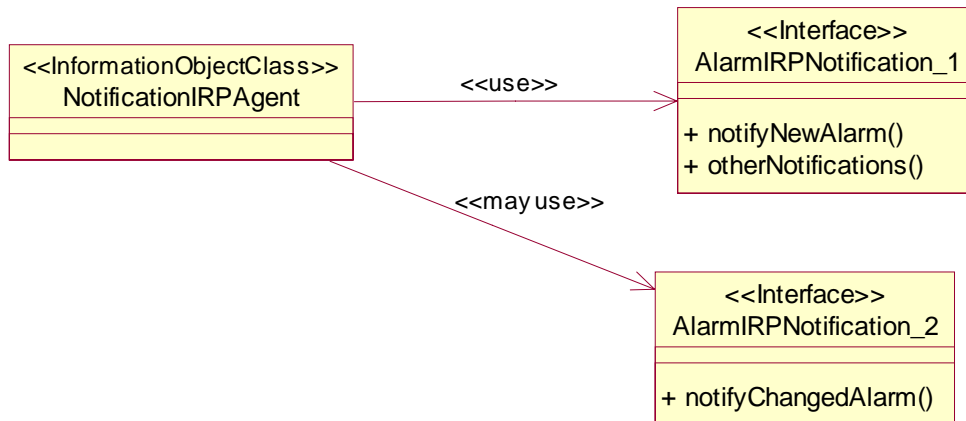 <<InformationObjectClass>>
NotificationIRPAgent
<<use>>
<<Interface>>
AlarmIRPNotification_1
+ notifyNewAlarm()
+ otherNotifications()
<<may use>>
<<Interface>>
AlarmIRPNotification_2
+ notifyChangedAlarm()